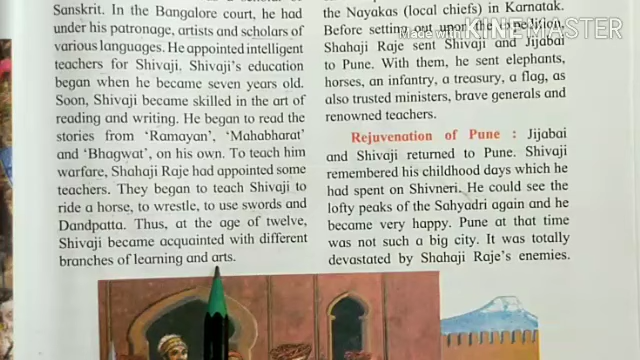 Sanskrit. In the Bangalore court, he had
under his patronage, artists and scholars of
various languages. He appointed intelligent
teachers for Shivaji. Shivaji's education
began when he became seven years old.
Soon, Shivaji became skilled in the art of
reading and writing. He began to read the
stories from 'Ramayan', 'Mahabharat'
and 'Bhagwat', on his own. To teach him
warfare, Shahaji Raje had appointed some
teachers. They began to teach Shivaji to
ride a horse, to wrestle, to use swords and
Dandpatta. Thus, at the age of twelve,
Shivaji became acquainted with different
branches of learning and arts.
the Nayakas (local chiefs) in Karnatak.
Before setting out upon the
Shahaji Raje sent Shivaji and Jijabai
to Pune. With them, he sent elephants,
horses, an infantry, a treasury, a flag, as
also trusted ministers, brave generals and
renowned teachers.
Rejuvenation of Pune : Jijabai
and Shivaji returned to Pune. Shivaji
remembered his childhood days which he
had spent on Shivneri. He could see the
lofty peaks of the Sahyadri again and he
became very happy. Pune at that time
was not such a big city. It was totally
devastated by Shahaji Raje's enemies.
Made with KINEMASTER